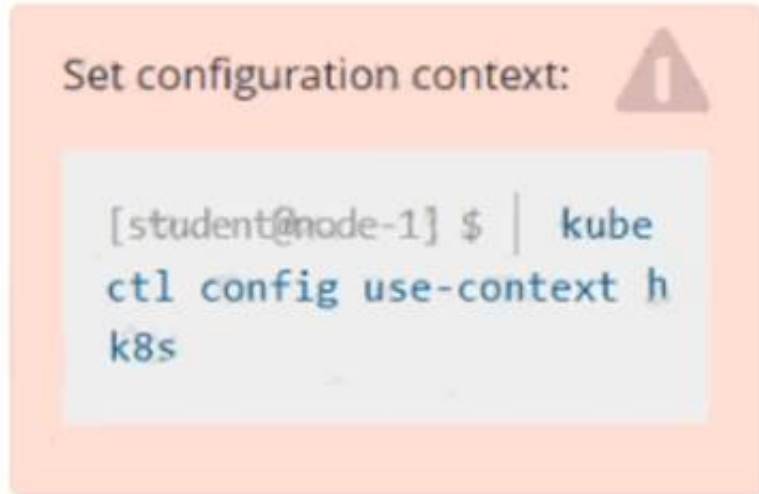 Set configuration context:
[student@node-1] $ | kube
ctl config use-context h
k8s